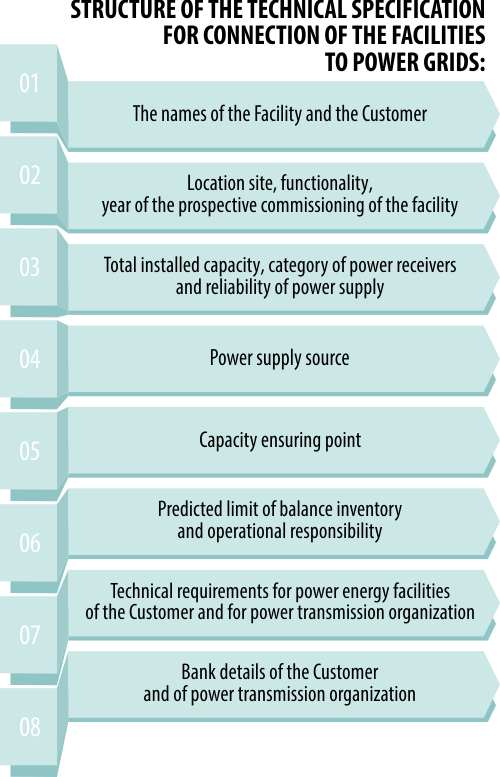 STRUCTURE OF THE TECHNICAL SPECIFICATION
FOR CONNECTION OF THE FACILITIES
TO POWER GRIDS:
01
The names of the Facility and the Customer
02
Location site, functionality,
year of the prospective commissioning of the facility
03
Total installed capacity, category of power receivers
and reliability of power supply
04
Power supply source
05
Capacity ensuring point
06
Predicted limit of balance inventory
and operational responsibility
07
Technical requirements for power energy facilities
of the Customer and for power transmission organization
08
Bank details of the Customer
and of power transmission organization